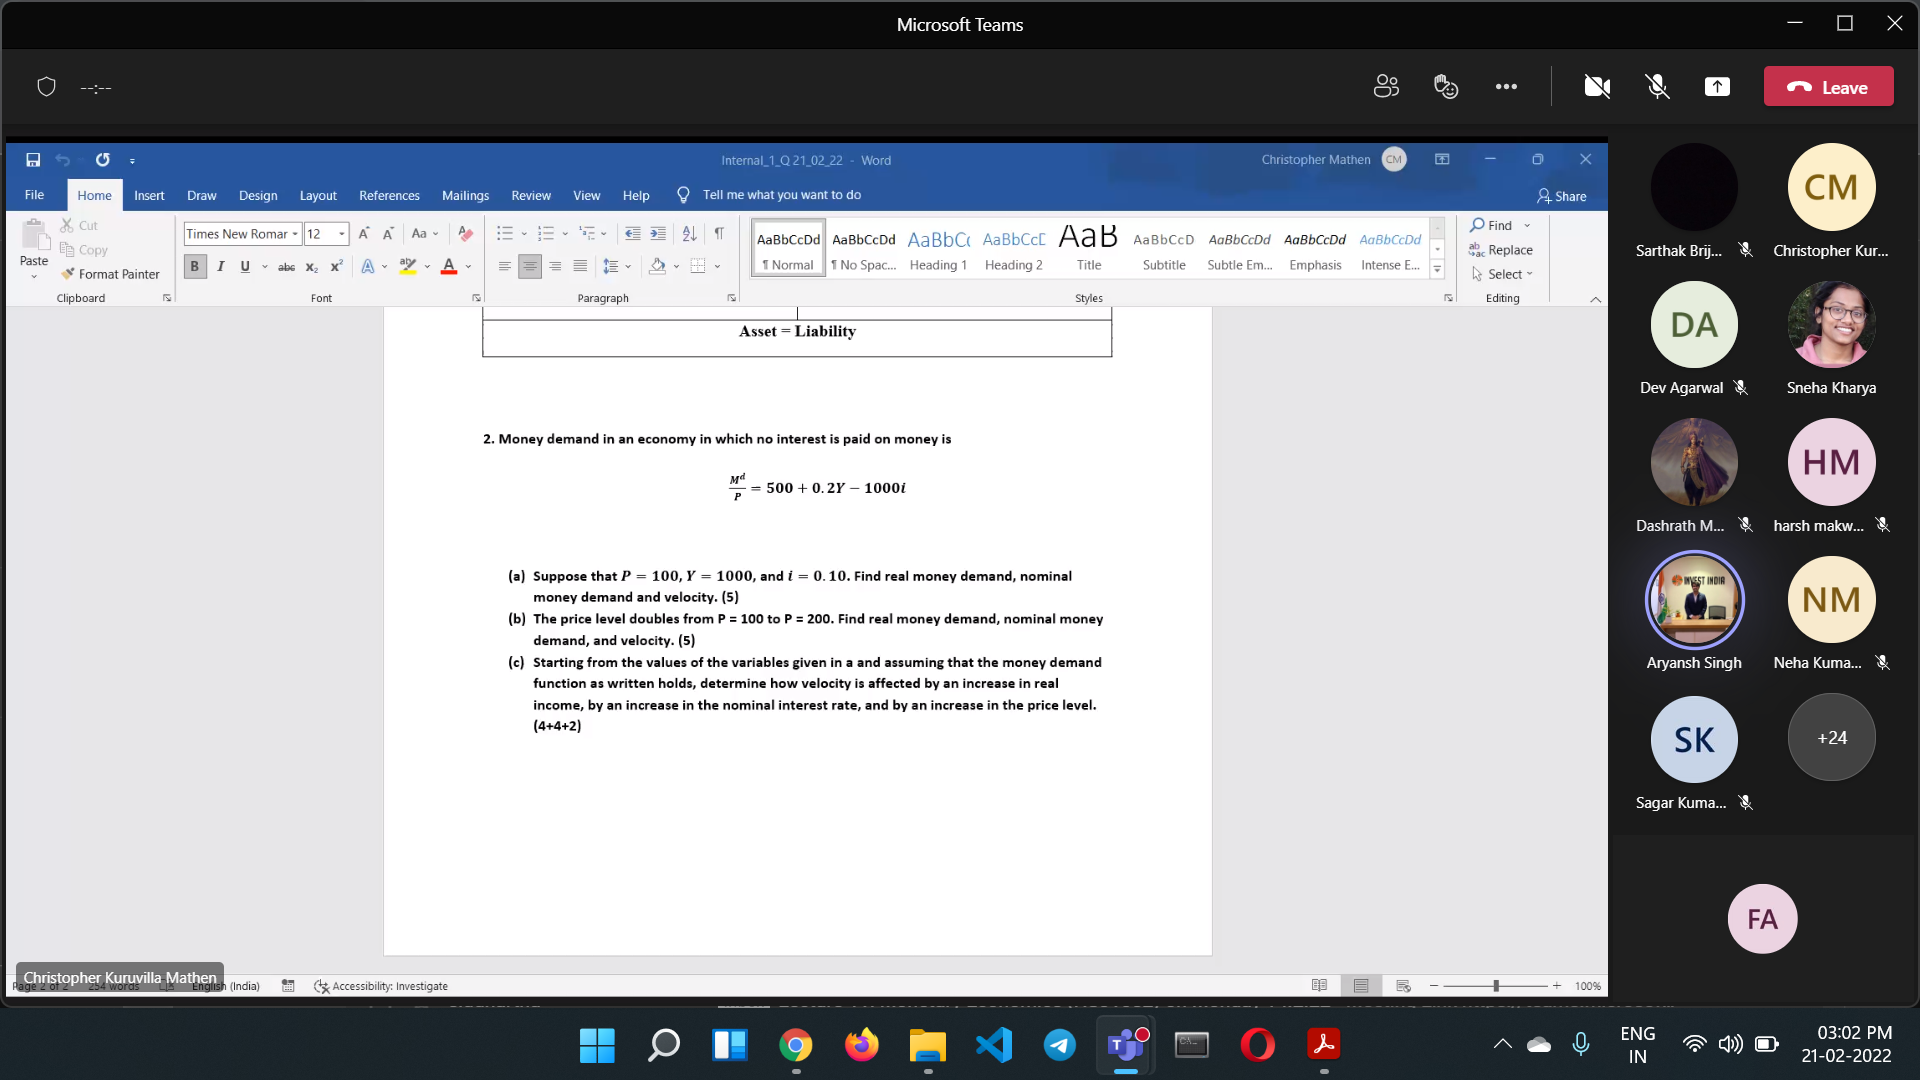 Microsoft Teams
--:--
Leave
Internal_1_Q 21_02_22 - Word
Christopher Mathen
CM
File
Home
Insert
Draw
Design
Layout
References
Mailings
Review
View
Help
Tell me what you want to do
Share
Paste
Cut
Copy
Format Painter
Clipboard
Times New Romar
12
Aa
B I U abc x₂ x²
Font
Paragraph
AaBbCcDd
¶ Normal
AaBbCcDd
¶ No Spac...
AaBbCc
Heading 1
AaBbCcE
Heading 2
AaB
Title
AaBbCcD
Subtitle
AaBbCcDd
Subtle Em...
AaBbCcDd
Emphasis
AaBbCcDd
Intense E...
Styles
Find
Replace
Select
Editing
Asset = Liability
2. Money demand in an economy in which no interest is paid on money is
M^d/P = 500 + 0.2Y − 1000i
(a) Suppose that P = 100, Y = 1000, and i = 0.10. Find real money demand, nominal
money demand and velocity. (5)
(b) The price level doubles from P = 100 to P = 200. Find real money demand, nominal money
demand, and velocity. (5)
(c) Starting from the values of the variables given in a and assuming that the money demand
function as written holds, determine how velocity is affected by an increase in real
income, by an increase in the nominal interest rate, and by an increase in the price level.
(4+4+2)
Christopher Kuruvilla Mathen
Page 2 of 2
254 words
English (India)
Accessibility: Investigate
100%
Sarthak Brij...
CM
Christopher Kur...
DA
Dev Agarwal
Sneha Kharya
Dashrath M...
HM
harsh makw...
INVEST INDIA
Aryansh Singh
NM
Neha Kuma...
SK
Sagar Kuma...
+24
FA
ENG
IN
03:02 PM
21-02-2022